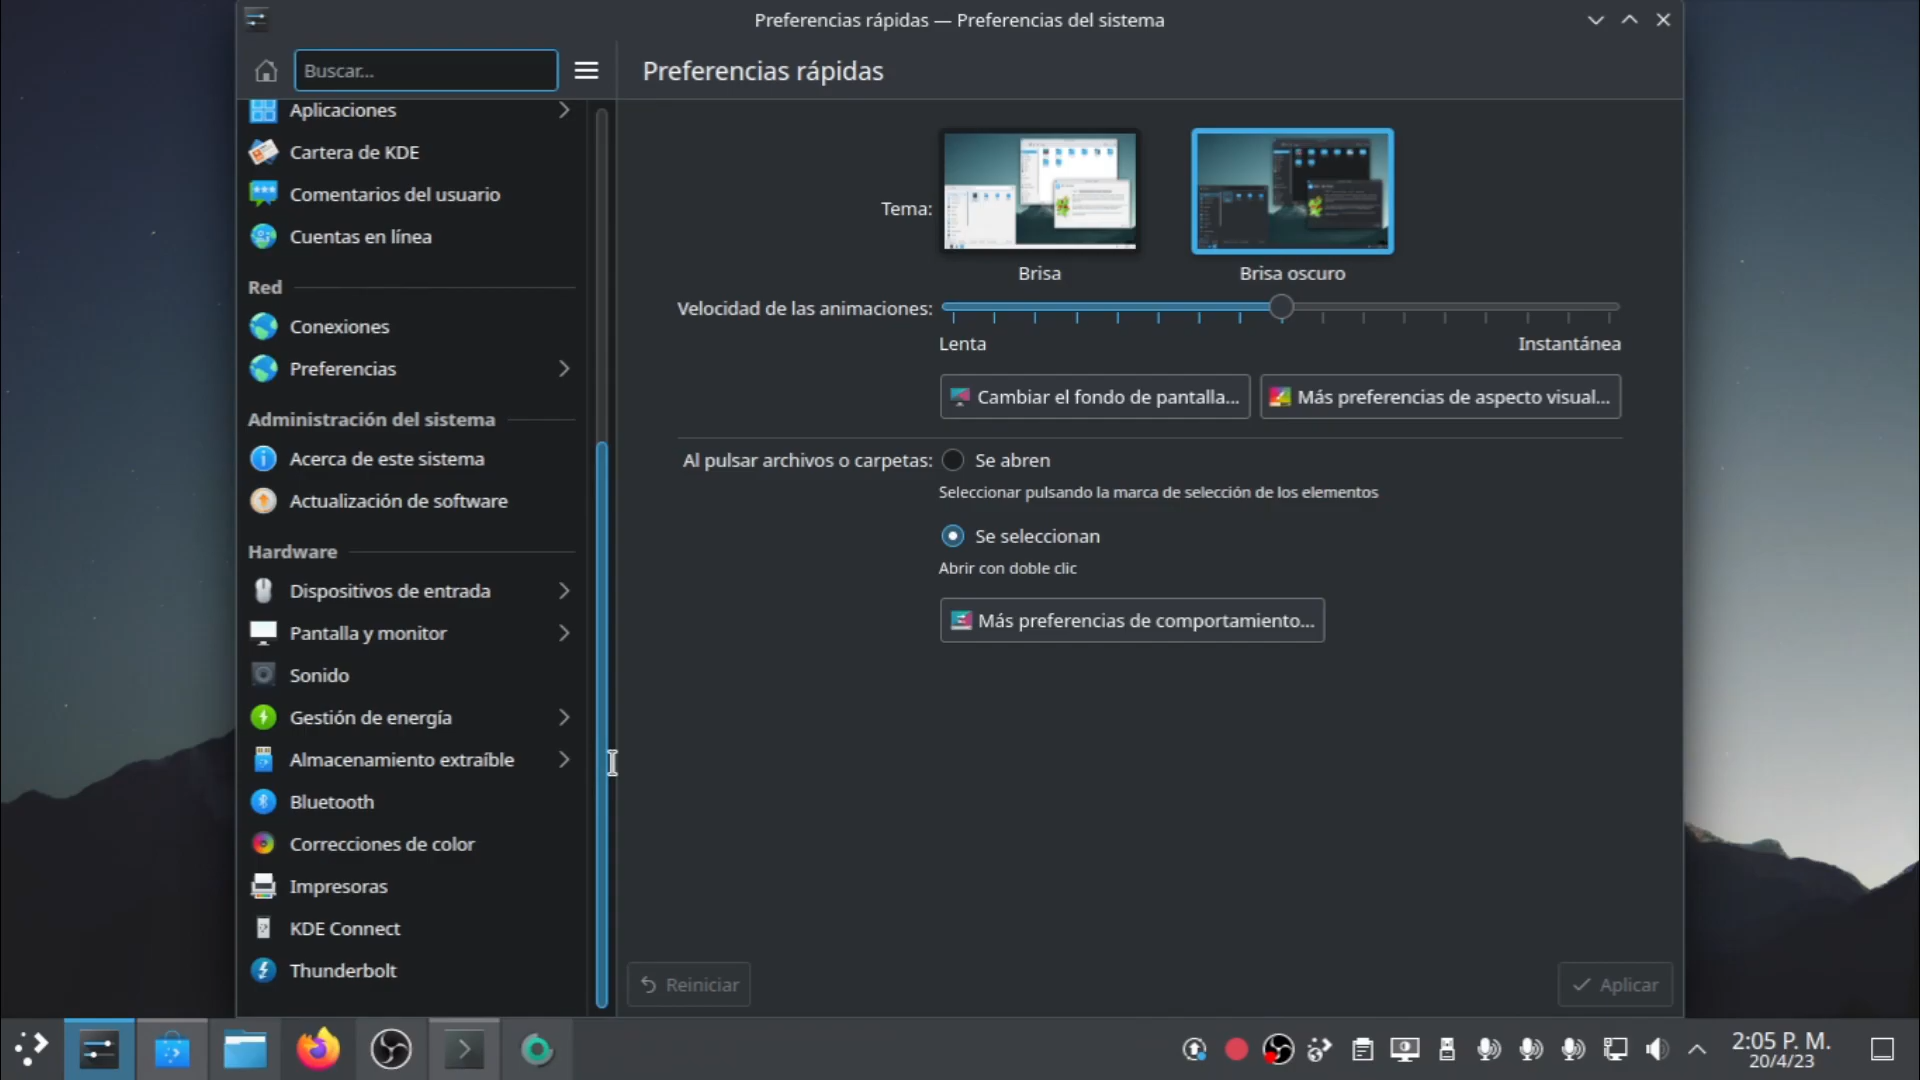 Preferencias rápidas — Preferencias del sistema
Buscar...
Preferencias rápidas
Aplicaciones
Cartera de KDE
Comentarios del usuario
Cuentas en línea
Red
Conexiones
Preferencias
Administración del sistema
Acerca de este sistema
Actualización de software
Hardware
Dispositivos de entrada
Pantalla y monitor
Sonido
Gestión de energía
Almacenamiento extraíble
Bluetooth
Correcciones de color
Impresoras
KDE Connect
Thunderbolt
Tema:
Brisa
Brisa oscuro
Velocidad de las animaciones:
Lenta
Instantánea
Cambiar el fondo de pantalla...
Más preferencias de aspecto visual...
Al pulsar archivos o carpetas:
Se abren
Seleccionar pulsando la marca de selección de los elementos
Se seleccionan
Abrir con doble clic
Más preferencias de comportamiento...
Reiniciar
Aplicar
2:05 P. M.
20/4/23